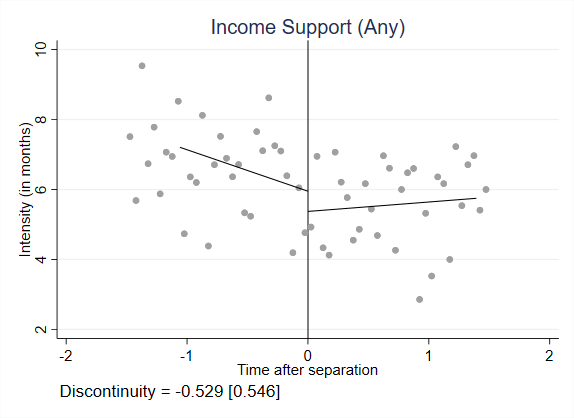 Income Support (Any)
Intensity (in months)
10
8
6
4
2
-2
-1
0
1
2
Time after separation
Discontinuity = -0.529 [0.546]